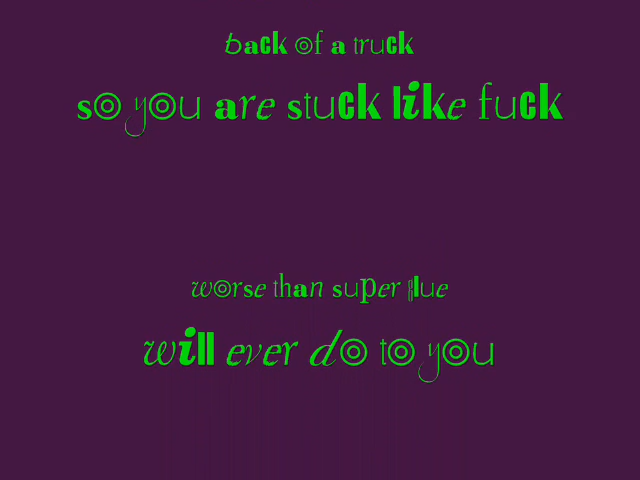 back of a truck
so you are stuck like fuck
worse than super glue
will ever do to you